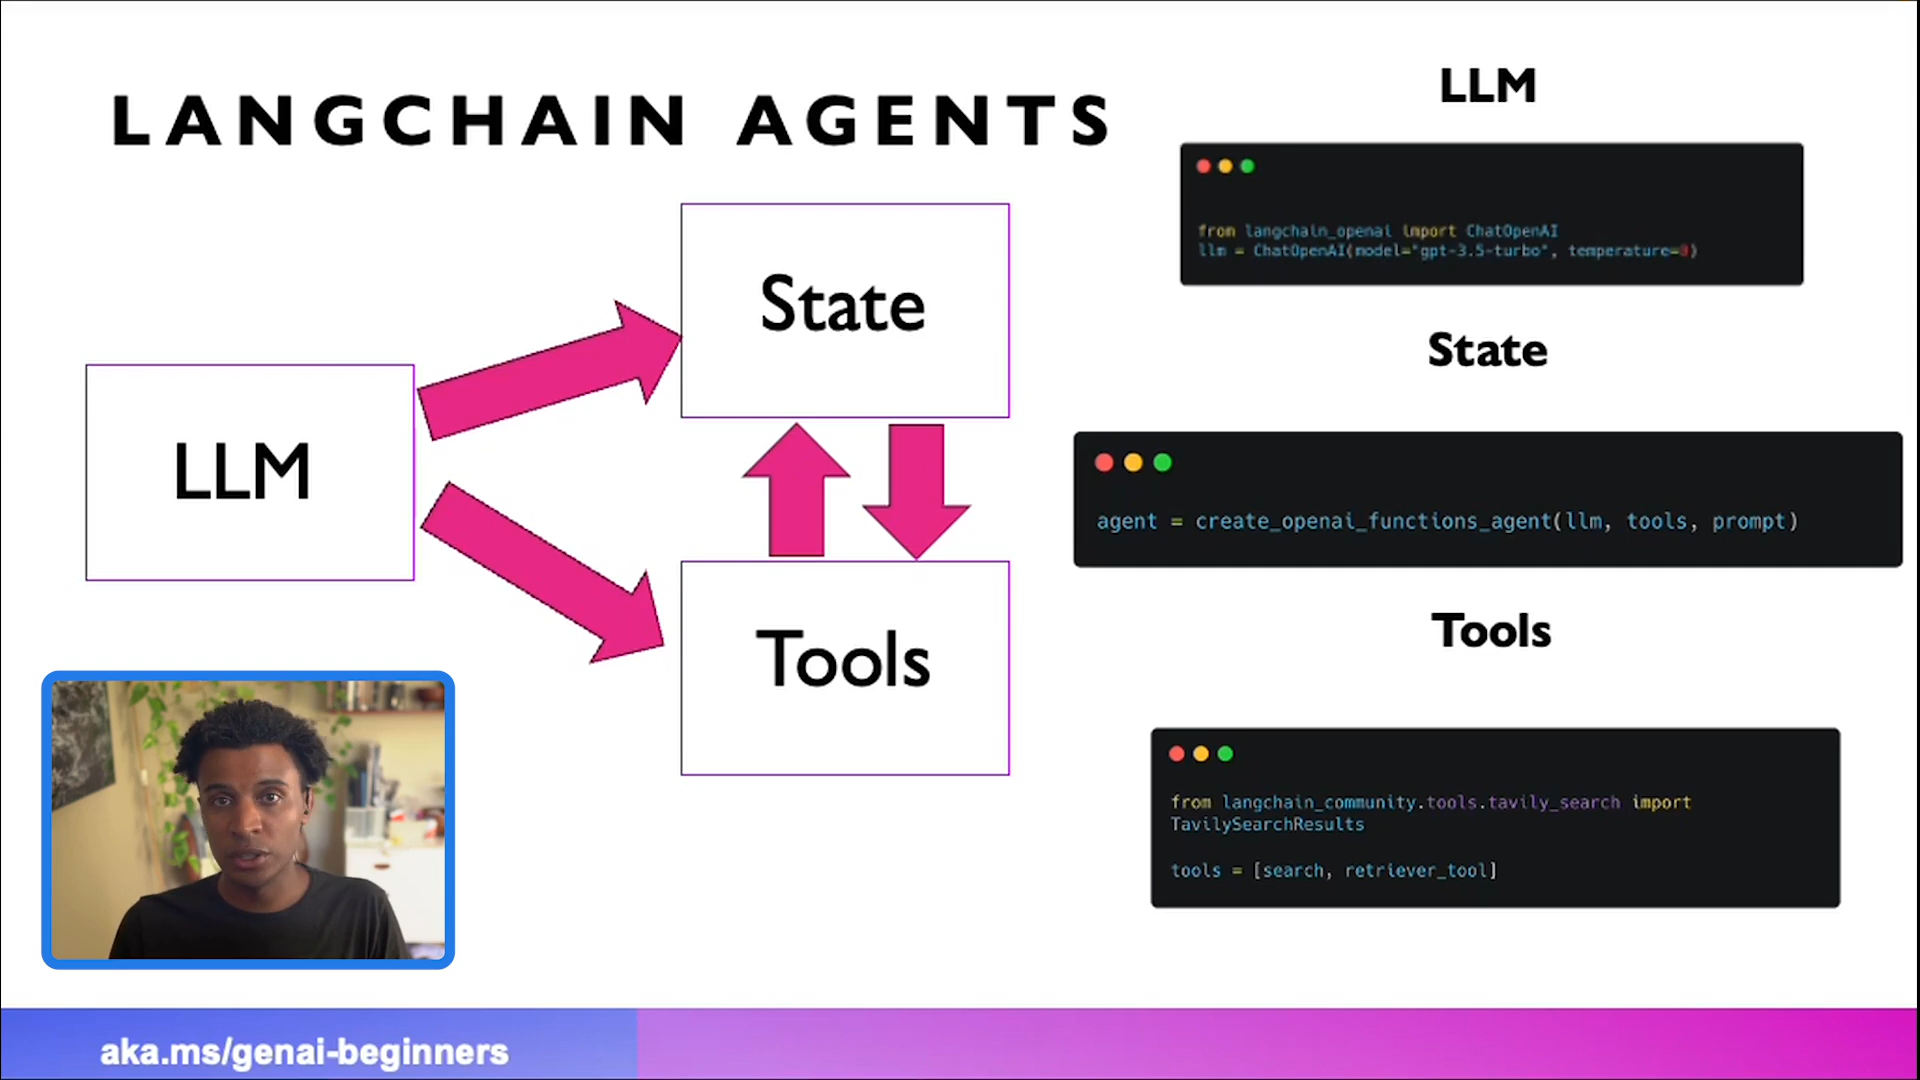 LANGCHAIN AGENTS
LLM
State
Tools
LLM
from langchain_openai import ChatOpenAI
llm = ChatOpenAI(model="gpt-3.5-turbo", temperature=0)
State
agent = create_openai_functions_agent(llm, tools, prompt)
Tools
from langchain_community.tools.tavily_search import
TavilySearchResults
tools = [search, retriever_tool]
aka.ms/genai-beginners